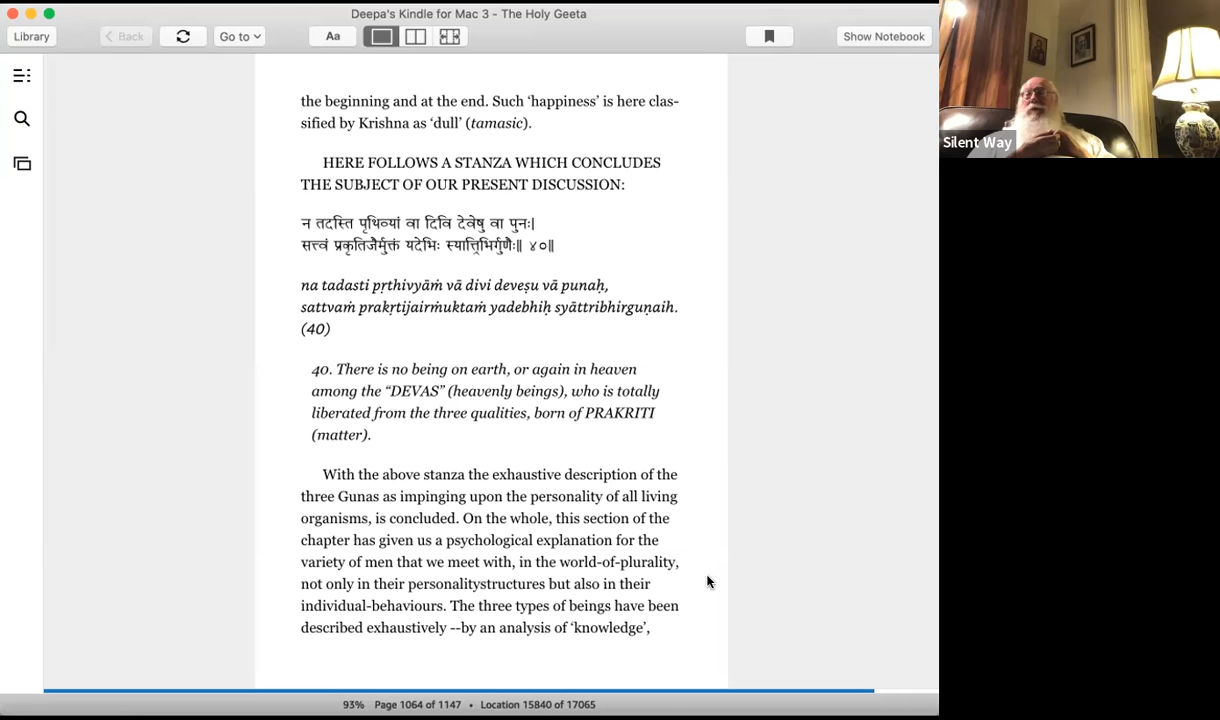 Deepa's Kindle for Mac 3 - The Holy Geeta
Library
Back
Go to
Aa
Show Notebook
the beginning and at the end. Such ‘happiness’ is here clas-
sified by Krishna as ‘dull’ (tamasic).
HERE FOLLOWS A STANZA WHICH CONCLUDES
THE SUBJECT OF OUR PRESENT DISCUSSION:
न तदस्ति पृथिव्यां वा दिवि देवेषु वा पुनः|
सत्त्वं प्रकृतिजैर्मुक्तं यदेभिः स्यात्त्रिभिर्गुणैः‖ ४०‖
na tadasti pṛthivyāṁ vā divi deveṣu vā punaḥ,
sattvaṁ prakṛtijairṁuktaṁ yadebhiḥ syāttribhirguṇaih.
(40)
40. There is no being on earth, or again in heaven
among the “DEVAS” (heavenly beings), who is totally
liberated from the three qualities, born of PRAKRITI
(matter).
With the above stanza the exhaustive description of the
three Gunas as impinging upon the personality of all living
organisms, is concluded. On the whole, this section of the
chapter has given us a psychological explanation for the
variety of men that we meet with, in the world-of-plurality,
not only in their personalitystructures but also in their
individual-behaviours. The three types of beings have been
described exhaustively --by an analysis of ‘knowledge’,
93% Page 1064 of 1147 • Location 15840 of 17065
Silent Way